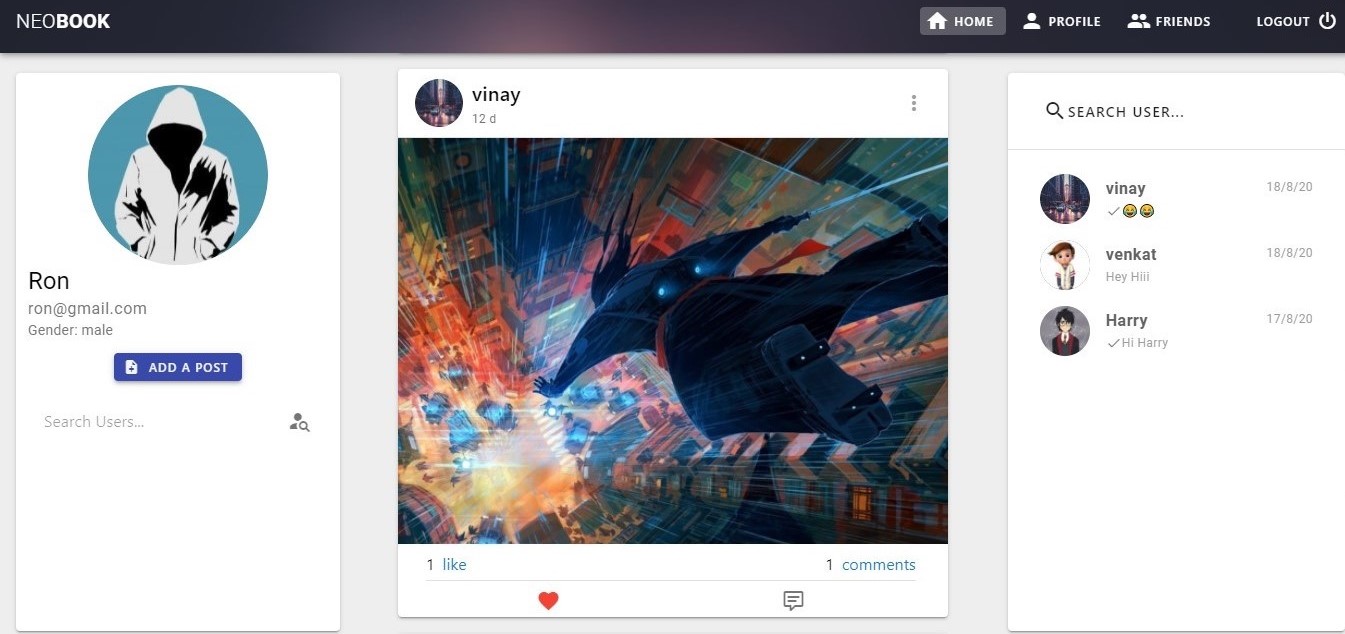 NEOBOOK
HOME
PROFILE
FRIENDS
LOGOUT
Ron
ron@gmail.com
Gender: male
ADD A POST
Search Users...
vinay
12 d
1 like
1 comments
SEARCH USER...
vinay 18/8/20
😂😂
venkat 18/8/20
Hey Hiii
Harry 17/8/20
Hi Harry